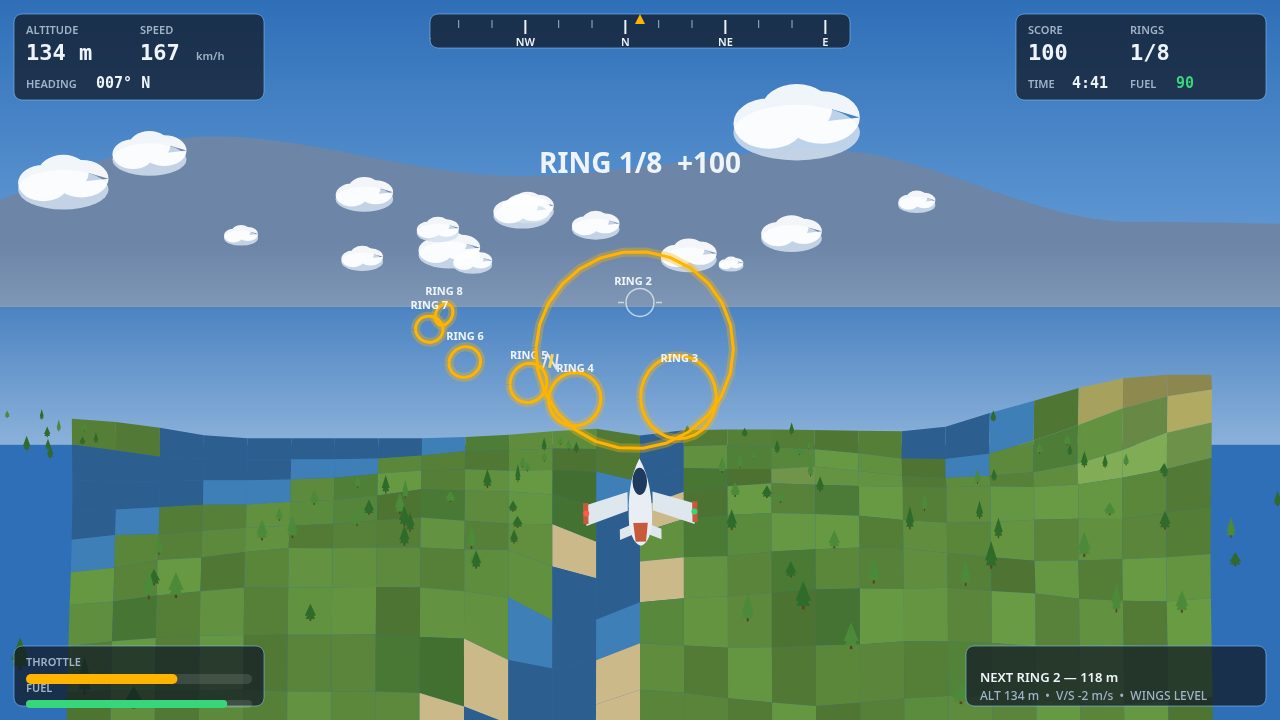 ALTITUDE SPEED
134 m 167 km/h
HEADING 007° N
NW N NE E
SCORE RINGS
100 1/8
TIME 4:41 FUEL 90
RING 1/8 +100
RING 2
RING 8
RING 7
RING 6
RING 5
RING 4
RING 3
THROTTLE
FUEL
NEXT RING 2 — 118 m
ALT 134 m • V/S -2 m/s • WINGS LEVEL